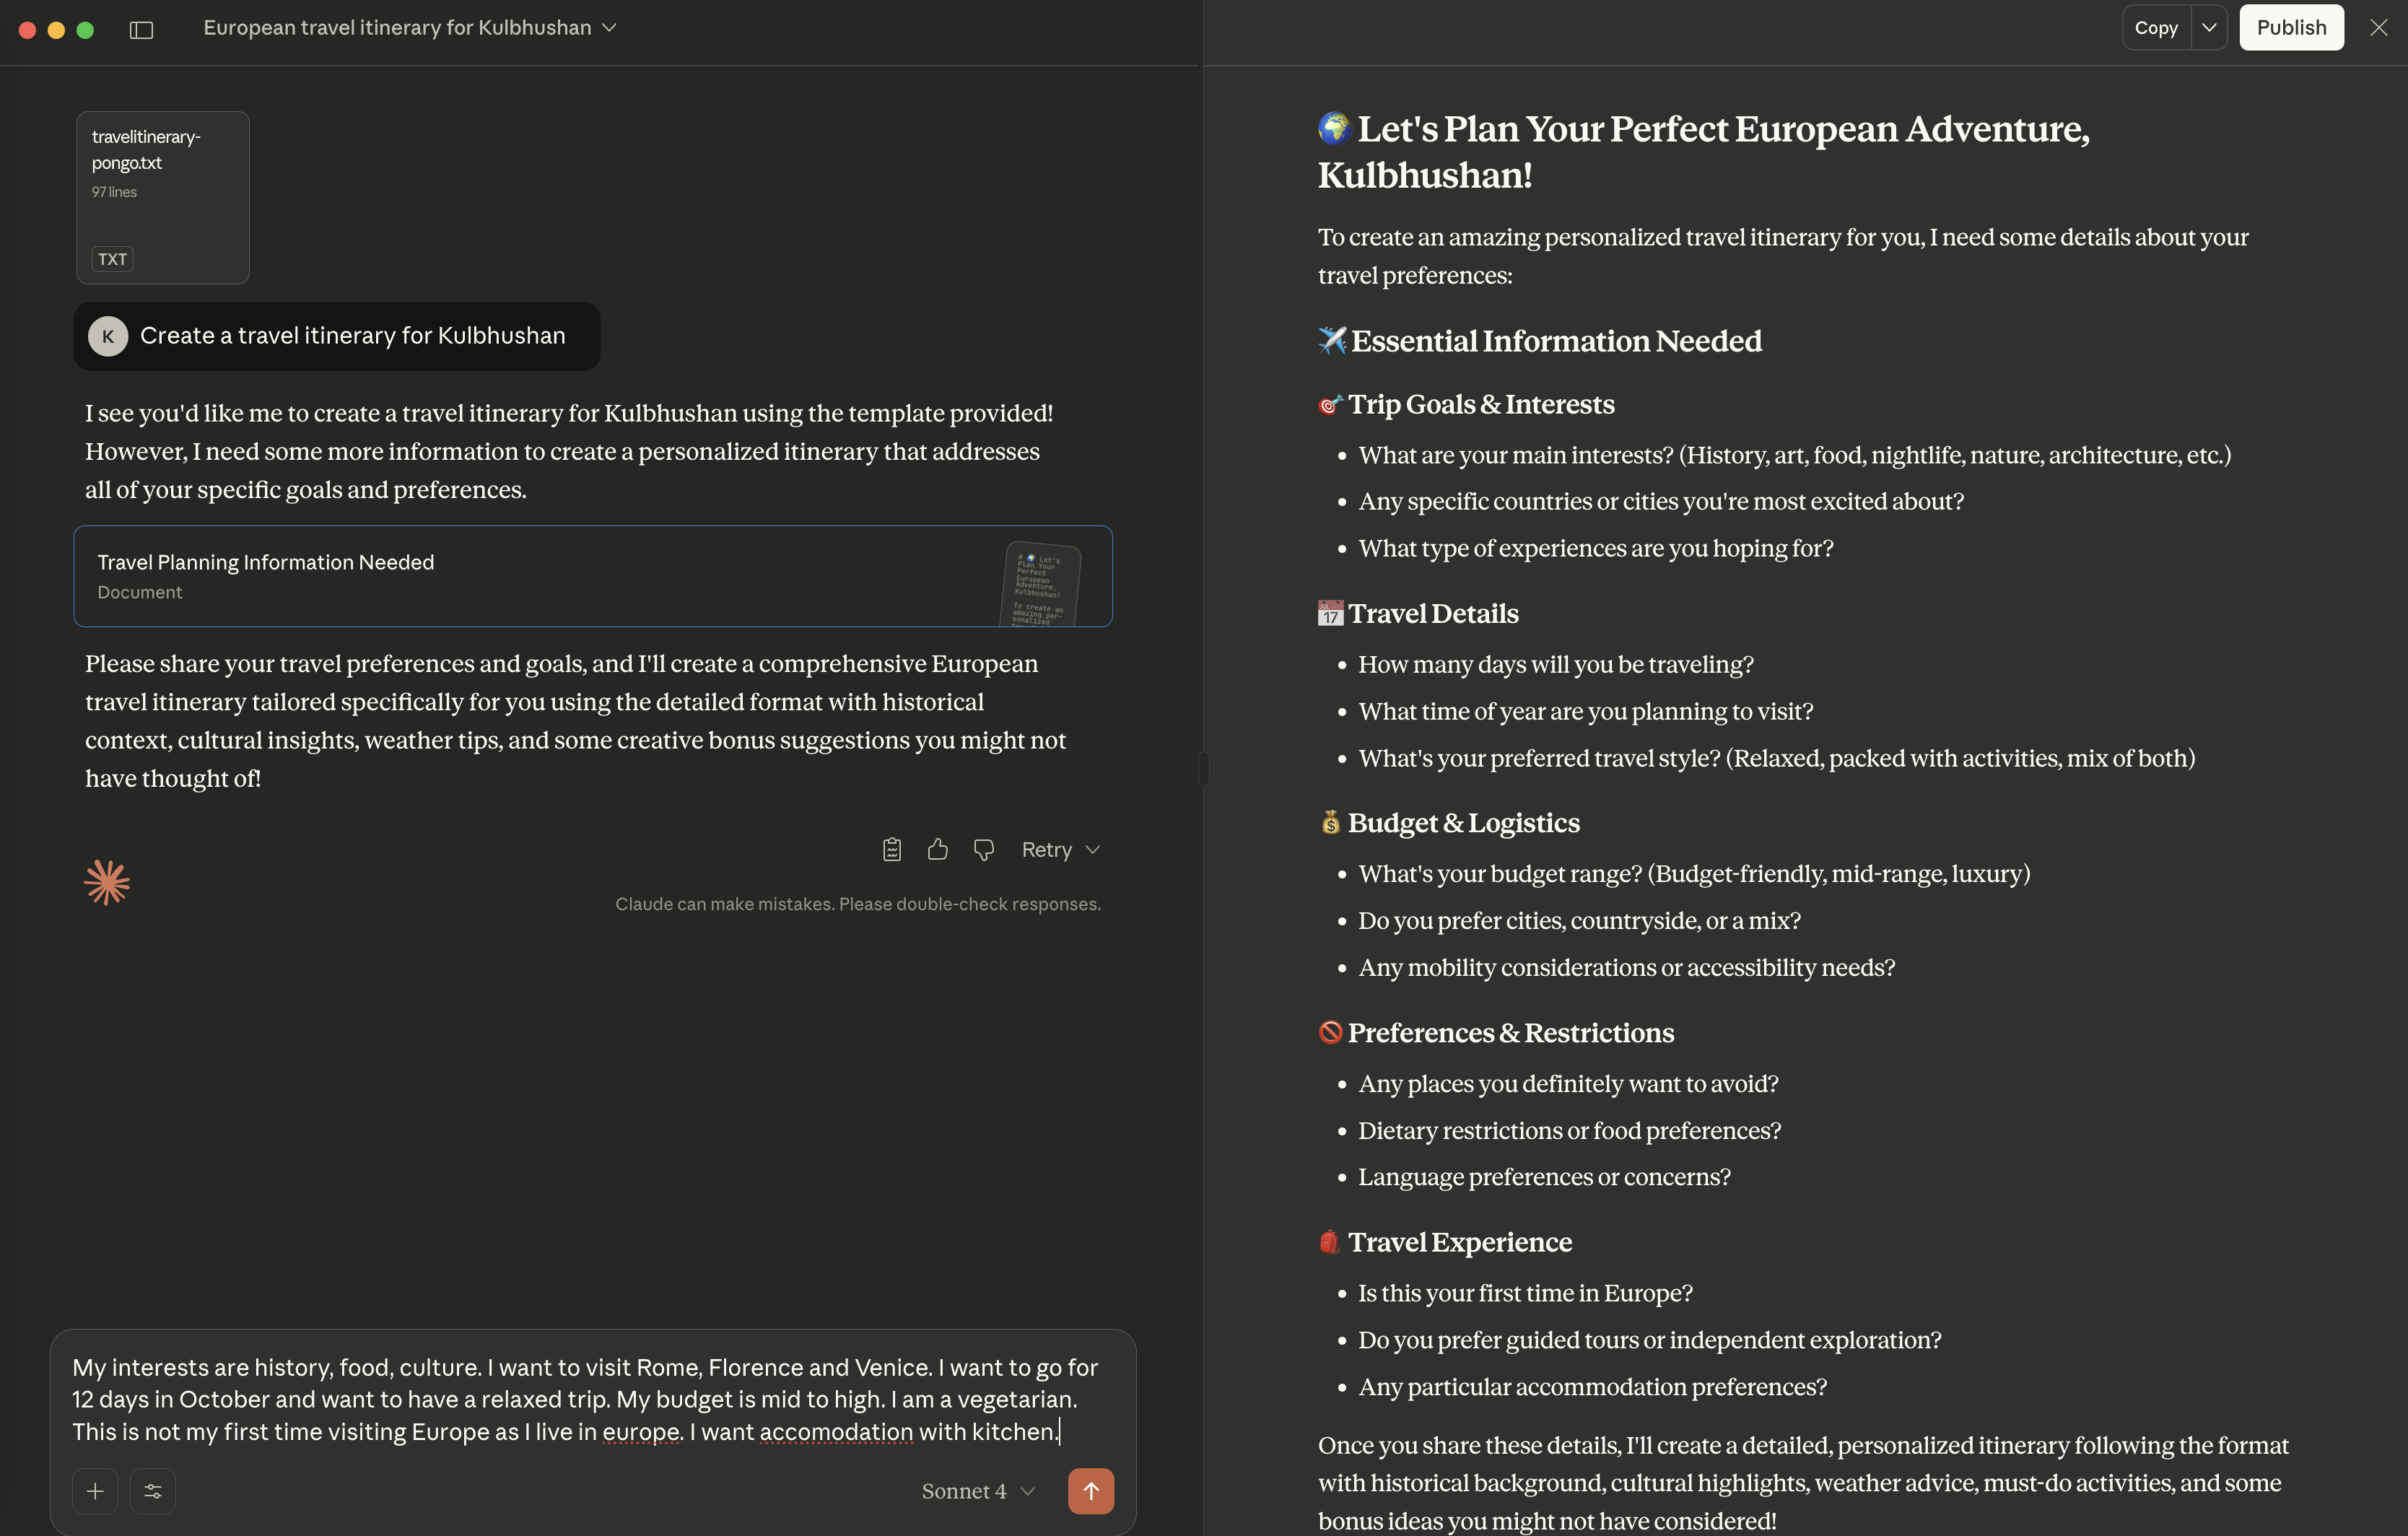 European travel itinerary for Kulbhushan
travelitinerary-
pongo.txt
97 lines
TXT
K
Create a travel itinerary for Kulbhushan
I see you'd like me to create a travel itinerary for Kulbhushan using the template provided!
However, I need some more information to create a personalized itinerary that addresses
all of your specific goals and preferences.
Travel Planning Information Needed
Document
# 🌍 Let's
Plan Your
Perfect
European
Adventure,
Kulbhushan!
To create an
amazing per-
sonalized
Please share your travel preferences and goals, and I'll create a comprehensive European
travel itinerary tailored specifically for you using the detailed format with historical
context, cultural insights, weather tips, and some creative bonus suggestions you might not
have thought of!
Retry
Claude can make mistakes. Please double-check responses.
My interests are history, food, culture. I want to visit Rome, Florence and Venice. I want to go for
12 days in October and want to have a relaxed trip. My budget is mid to high. I am a vegetarian.
This is not my first time visiting Europe as I live in europe. I want accomodation with kitchen.
Sonnet 4
Copy
Publish
🌍 Let's Plan Your Perfect European Adventure,
Kulbhushan!
To create an amazing personalized travel itinerary for you, I need some details about your
travel preferences:
✈️ Essential Information Needed
🎯 Trip Goals & Interests
• What are your main interests? (History, art, food, nightlife, nature, architecture, etc.)
• Any specific countries or cities you're most excited about?
• What type of experiences are you hoping for?
📅 Travel Details
• How many days will you be traveling?
• What time of year are you planning to visit?
• What's your preferred travel style? (Relaxed, packed with activities, mix of both)
💰 Budget & Logistics
• What's your budget range? (Budget-friendly, mid-range, luxury)
• Do you prefer cities, countryside, or a mix?
• Any mobility considerations or accessibility needs?
🚫 Preferences & Restrictions
• Any places you definitely want to avoid?
• Dietary restrictions or food preferences?
• Language preferences or concerns?
🎒 Travel Experience
• Is this your first time in Europe?
• Do you prefer guided tours or independent exploration?
• Any particular accommodation preferences?
Once you share these details, I'll create a detailed, personalized itinerary following the format
with historical background, cultural highlights, weather advice, must-do activities, and some
bonus ideas you might not have considered!